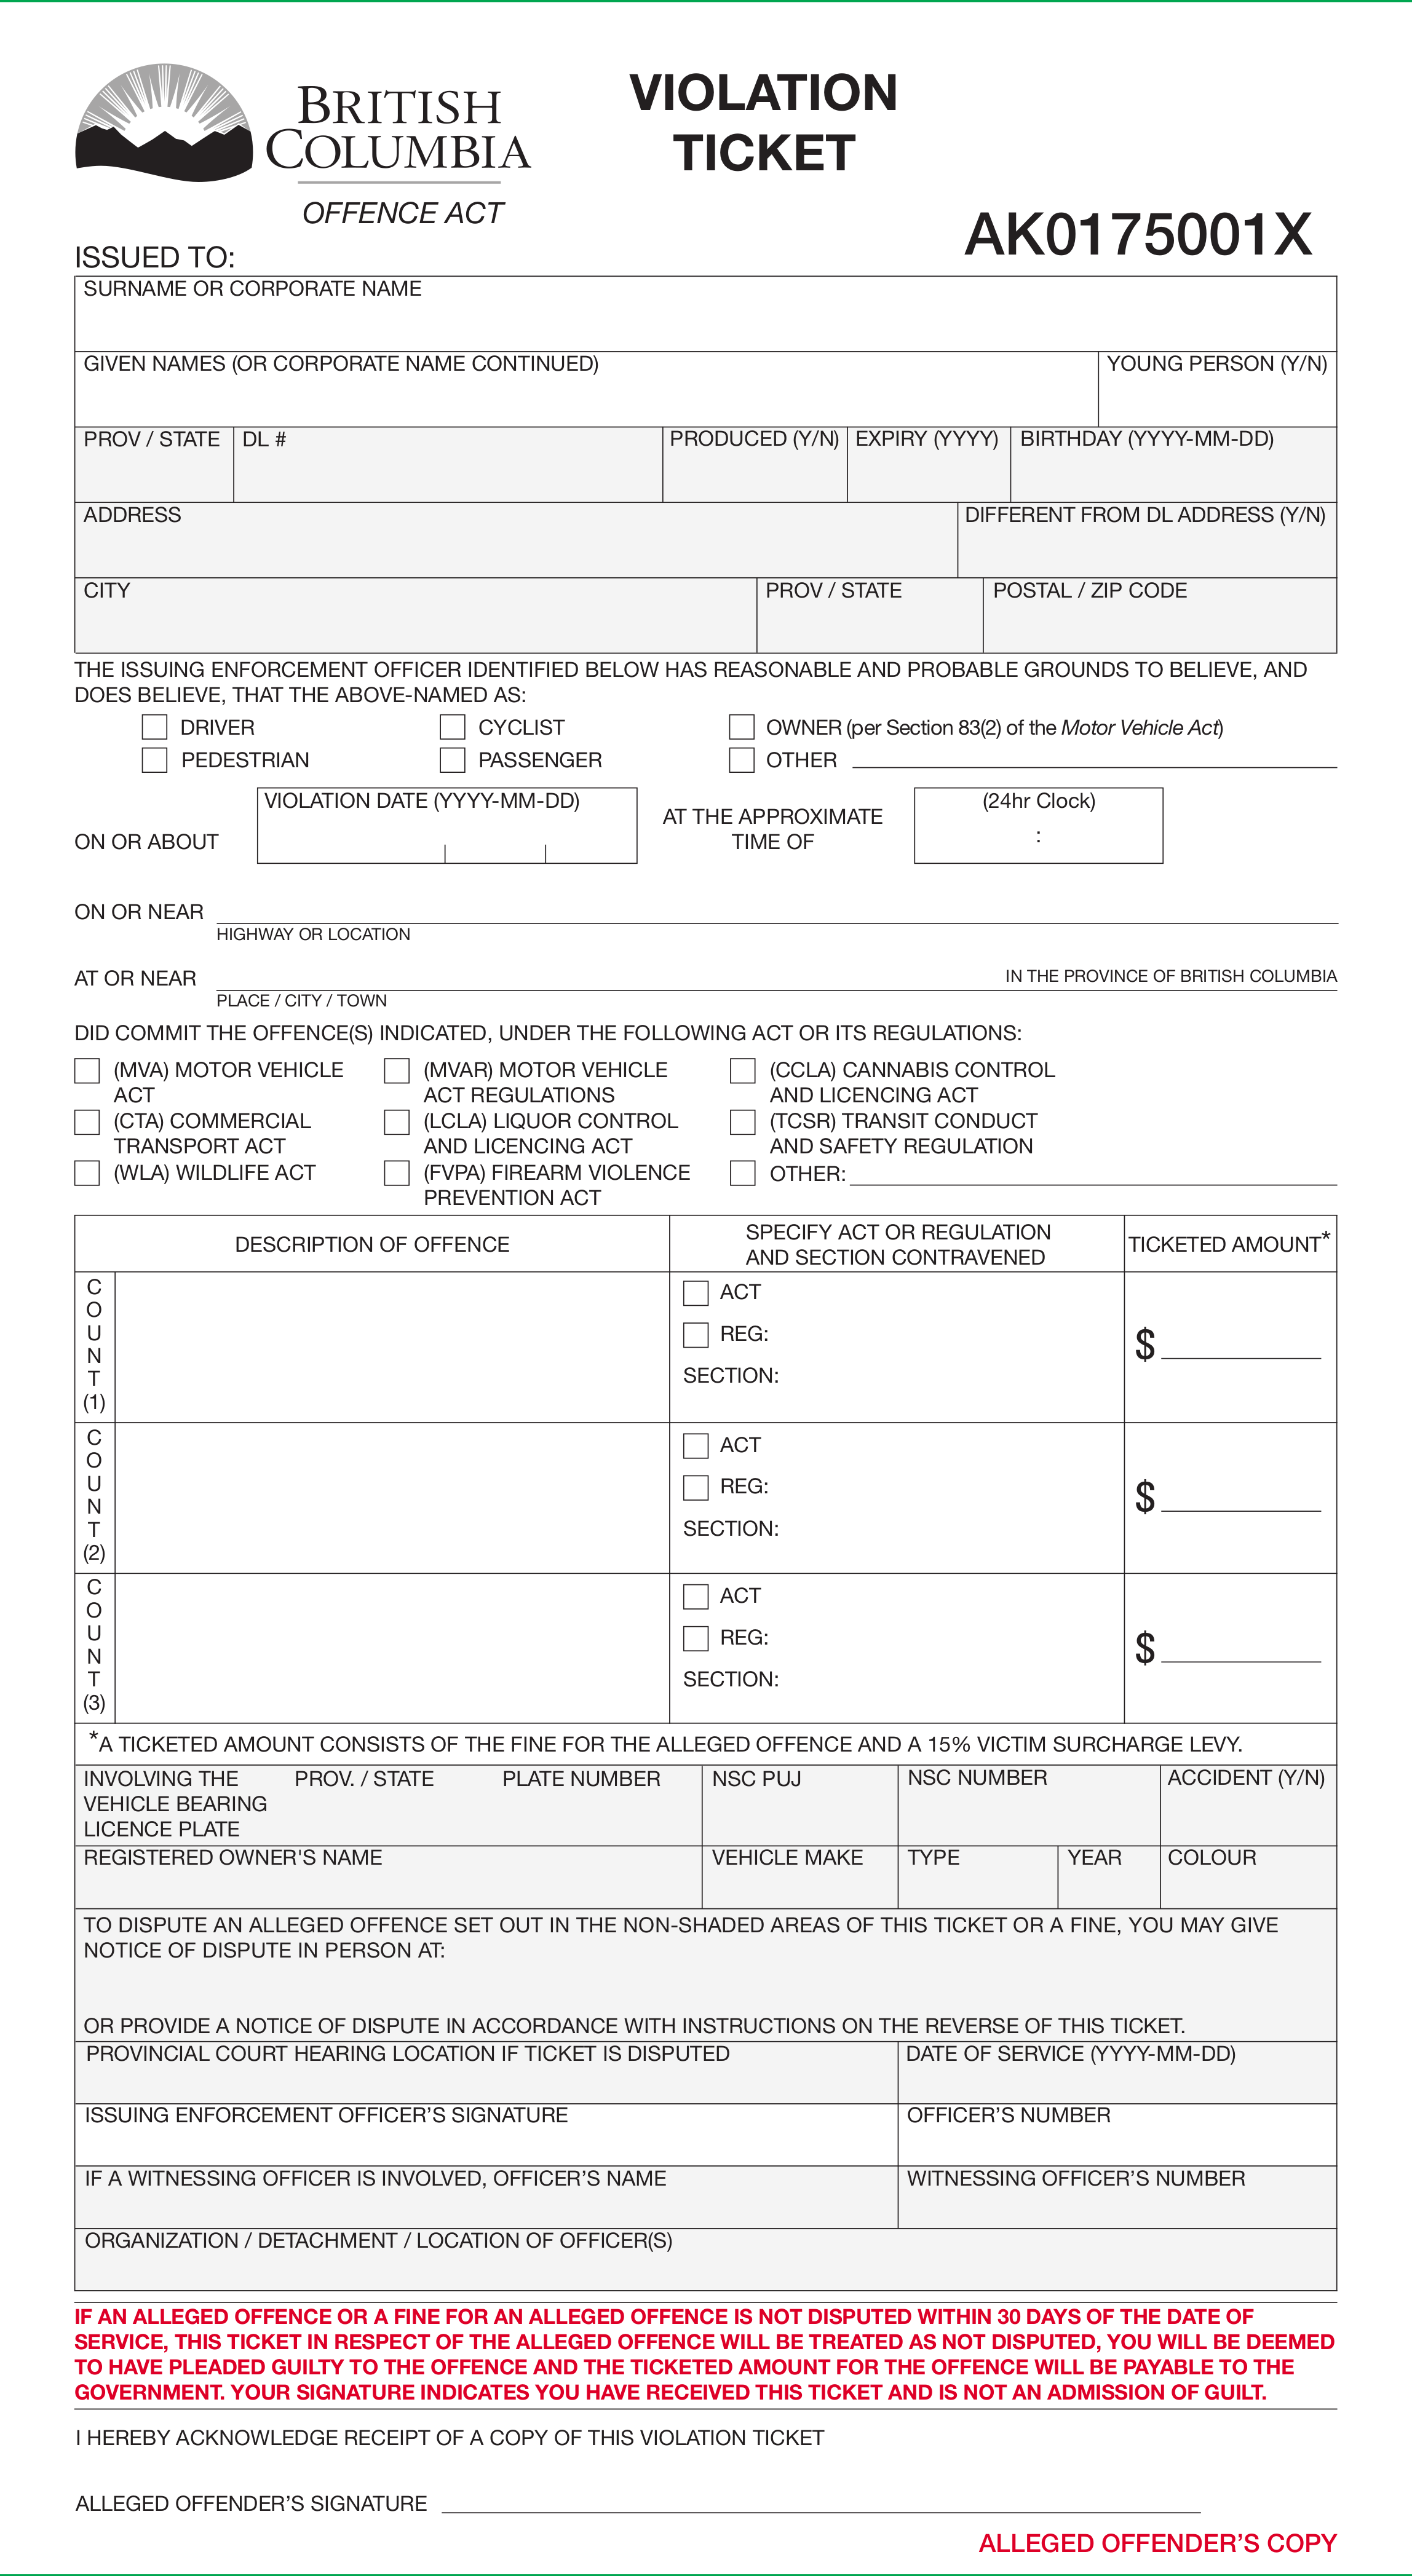 BRITISH
COLUMBIA
OFFENCE ACT
VIOLATION
TICKET
AK0175001X
ISSUED TO:
SURNAME OR CORPORATE NAME
GIVEN NAMES (OR CORPORATE NAME CONTINUED) YOUNG PERSON (Y/N)
PROV / STATE DL # PRODUCED (Y/N) EXPIRY (YYYY) BIRTHDAY (YYYY-MM-DD)
ADDRESS DIFFERENT FROM DL ADDRESS (Y/N)
CITY PROV / STATE POSTAL / ZIP CODE
THE ISSUING ENFORCEMENT OFFICER IDENTIFIED BELOW HAS REASONABLE AND PROBABLE GROUNDS TO BELIEVE, AND
DOES BELIEVE, THAT THE ABOVE-NAMED AS:
DRIVER CYCLIST OWNER (per Section 83(2) of the Motor Vehicle Act)
PEDESTRIAN PASSENGER OTHER
ON OR ABOUT
VIOLATION DATE (YYYY-MM-DD)
AT THE APPROXIMATE
TIME OF
(24hr Clock)
:
ON OR NEAR
HIGHWAY OR LOCATION
AT OR NEAR IN THE PROVINCE OF BRITISH COLUMBIA
PLACE / CITY / TOWN
DID COMMIT THE OFFENCE(S) INDICATED, UNDER THE FOLLOWING ACT OR ITS REGULATIONS:
(MVA) MOTOR VEHICLE
ACT
(MVAR) MOTOR VEHICLE
ACT REGULATIONS
(CCLA) CANNABIS CONTROL
AND LICENCING ACT
(CTA) COMMERCIAL
TRANSPORT ACT
(LCLA) LIQUOR CONTROL
AND LICENCING ACT
(TCSR) TRANSIT CONDUCT
AND SAFETY REGULATION
(WLA) WILDLIFE ACT
(FVPA) FIREARM VIOLENCE
PREVENTION ACT
OTHER:
DESCRIPTION OF OFFENCE
SPECIFY ACT OR REGULATION
AND SECTION CONTRAVENED
TICKETED AMOUNT*
COUNT (1)
ACT
REG:
SECTION:
$
COUNT (2)
ACT
REG:
SECTION:
$
COUNT (3)
ACT
REG:
SECTION:
$
*A TICKETED AMOUNT CONSISTS OF THE FINE FOR THE ALLEGED OFFENCE AND A 15% VICTIM SURCHARGE LEVY.
INVOLVING THE
VEHICLE BEARING
LICENCE PLATE
PROV. / STATE PLATE NUMBER NSC PUJ NSC NUMBER ACCIDENT (Y/N)
REGISTERED OWNER'S NAME VEHICLE MAKE TYPE YEAR COLOUR
TO DISPUTE AN ALLEGED OFFENCE SET OUT IN THE NON-SHADED AREAS OF THIS TICKET OR A FINE, YOU MAY GIVE
NOTICE OF DISPUTE IN PERSON AT:
OR PROVIDE A NOTICE OF DISPUTE IN ACCORDANCE WITH INSTRUCTIONS ON THE REVERSE OF THIS TICKET.
PROVINCIAL COURT HEARING LOCATION IF TICKET IS DISPUTED DATE OF SERVICE (YYYY-MM-DD)
ISSUING ENFORCEMENT OFFICER’S SIGNATURE OFFICER’S NUMBER
IF A WITNESSING OFFICER IS INVOLVED, OFFICER’S NAME WITNESSING OFFICER’S NUMBER
ORGANIZATION / DETACHMENT / LOCATION OF OFFICER(S)
IF AN ALLEGED OFFENCE OR A FINE FOR AN ALLEGED OFFENCE IS NOT DISPUTED WITHIN 30 DAYS OF THE DATE OF
SERVICE, THIS TICKET IN RESPECT OF THE ALLEGED OFFENCE WILL BE TREATED AS NOT DISPUTED, YOU WILL BE DEEMED
TO HAVE PLEADED GUILTY TO THE OFFENCE AND THE TICKETED AMOUNT FOR THE OFFENCE WILL BE PAYABLE TO THE
GOVERNMENT. YOUR SIGNATURE INDICATES YOU HAVE RECEIVED THIS TICKET AND IS NOT AN ADMISSION OF GUILT.
I HEREBY ACKNOWLEDGE RECEIPT OF A COPY OF THIS VIOLATION TICKET
ALLEGED OFFENDER’S SIGNATURE
ALLEGED OFFENDER’S COPY